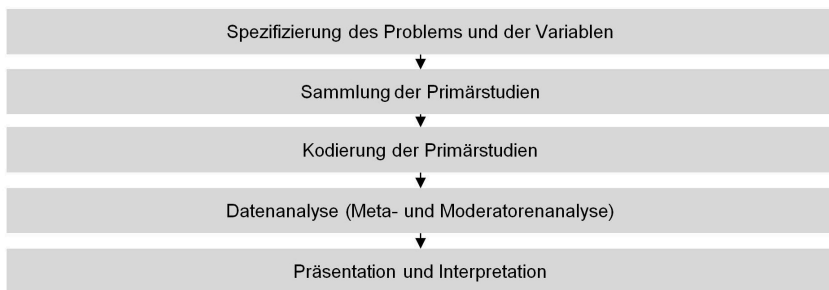 Spezifizierung des Problems und der Variablen
Sammlung der Primärstudien
Kodierung der Primärstudien
Datenanalyse (Meta- und Moderatorenanalyse)
Präsentation und Interpretation